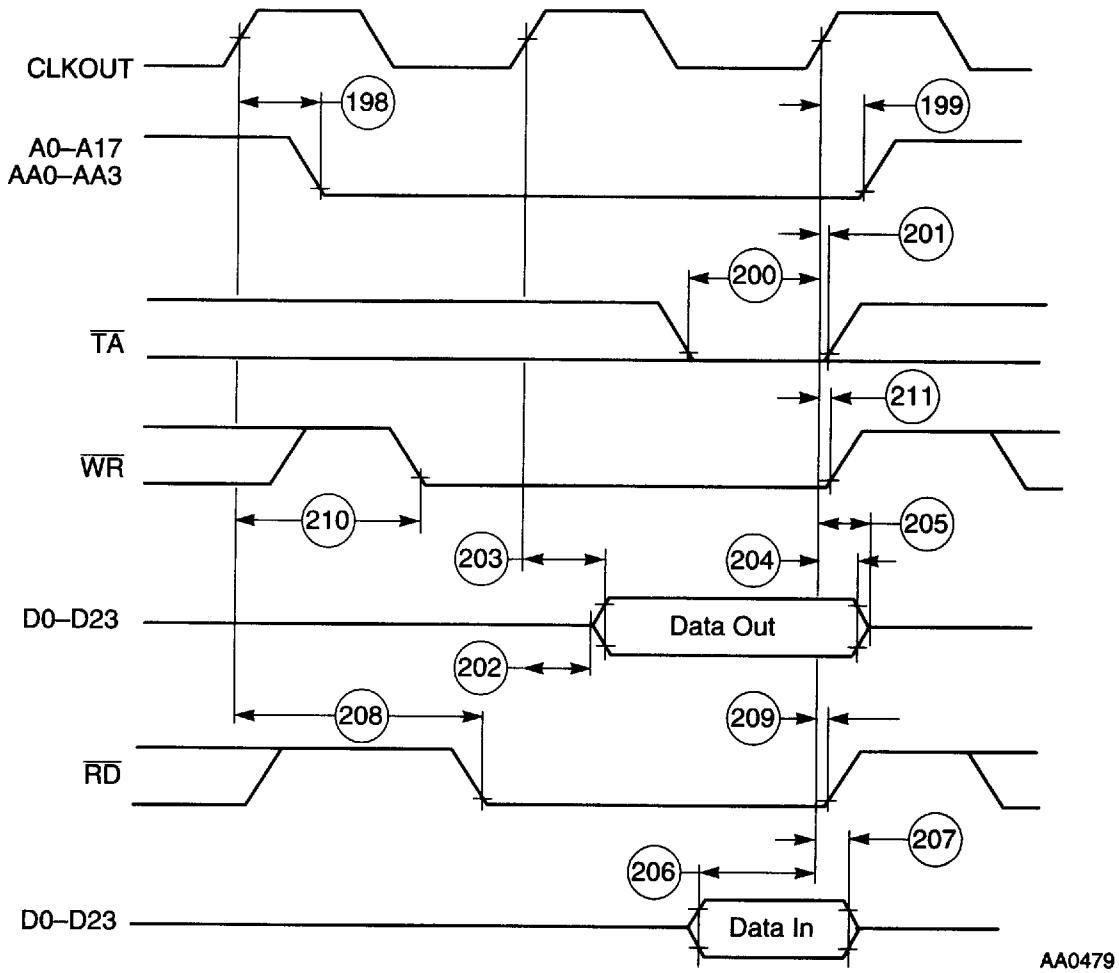 CLKOUT
198
199
A0–A17
AA0–AA3
201
200
TA
211
WR
210
205
203
204
D0–D23
Data Out
202
208
209
RD
207
206
D0–D23
Data In
AA0479